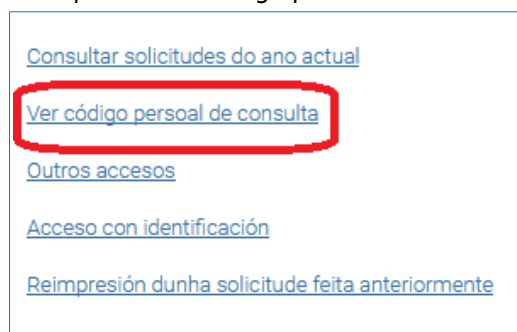 Consultar solicitudes do ano actual
Ver código persoal de consulta
Outros accesos
Acceso con identificación
Reimpresión dunha solicitude feita anteriormente